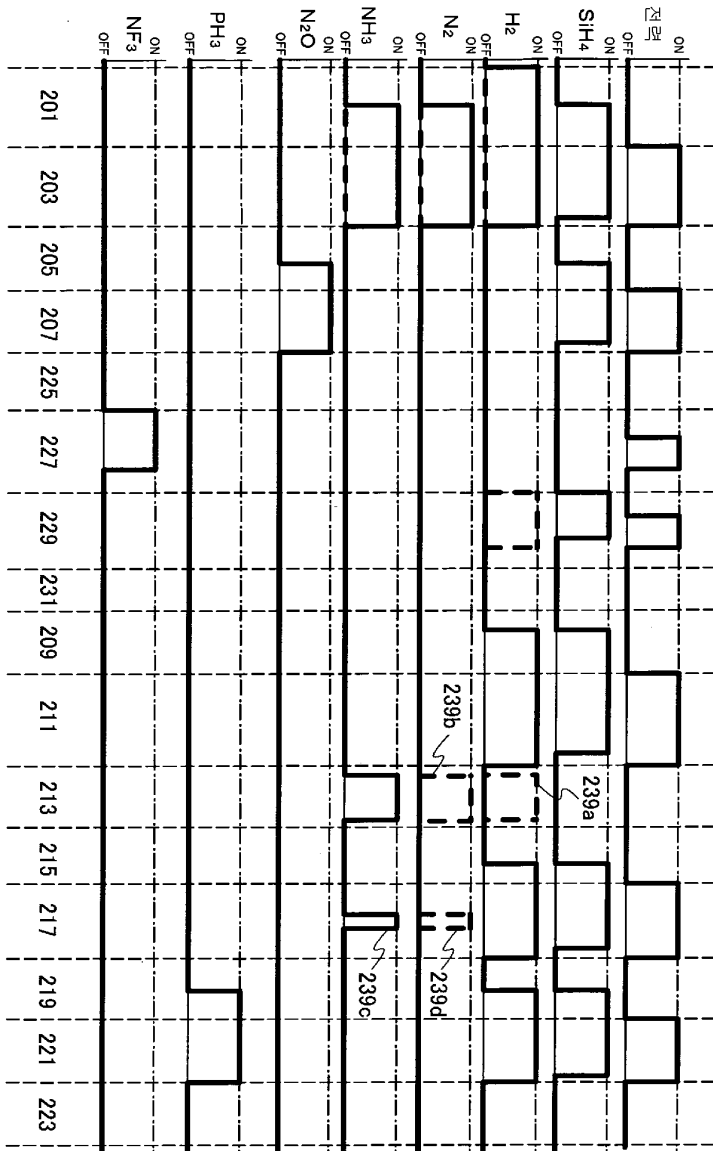 전력
ON
OFF
SiH4
ON
OFF
H2
ON
OFF
N2
ON
OFF
NH3
ON
OFF
N2O
ON
OFF
PH3
ON
OFF
NF3
ON
OFF
239a
239b
239c
239d
201
203
205
207
225
227
229
231
209
211
213
215
217
219
221
223